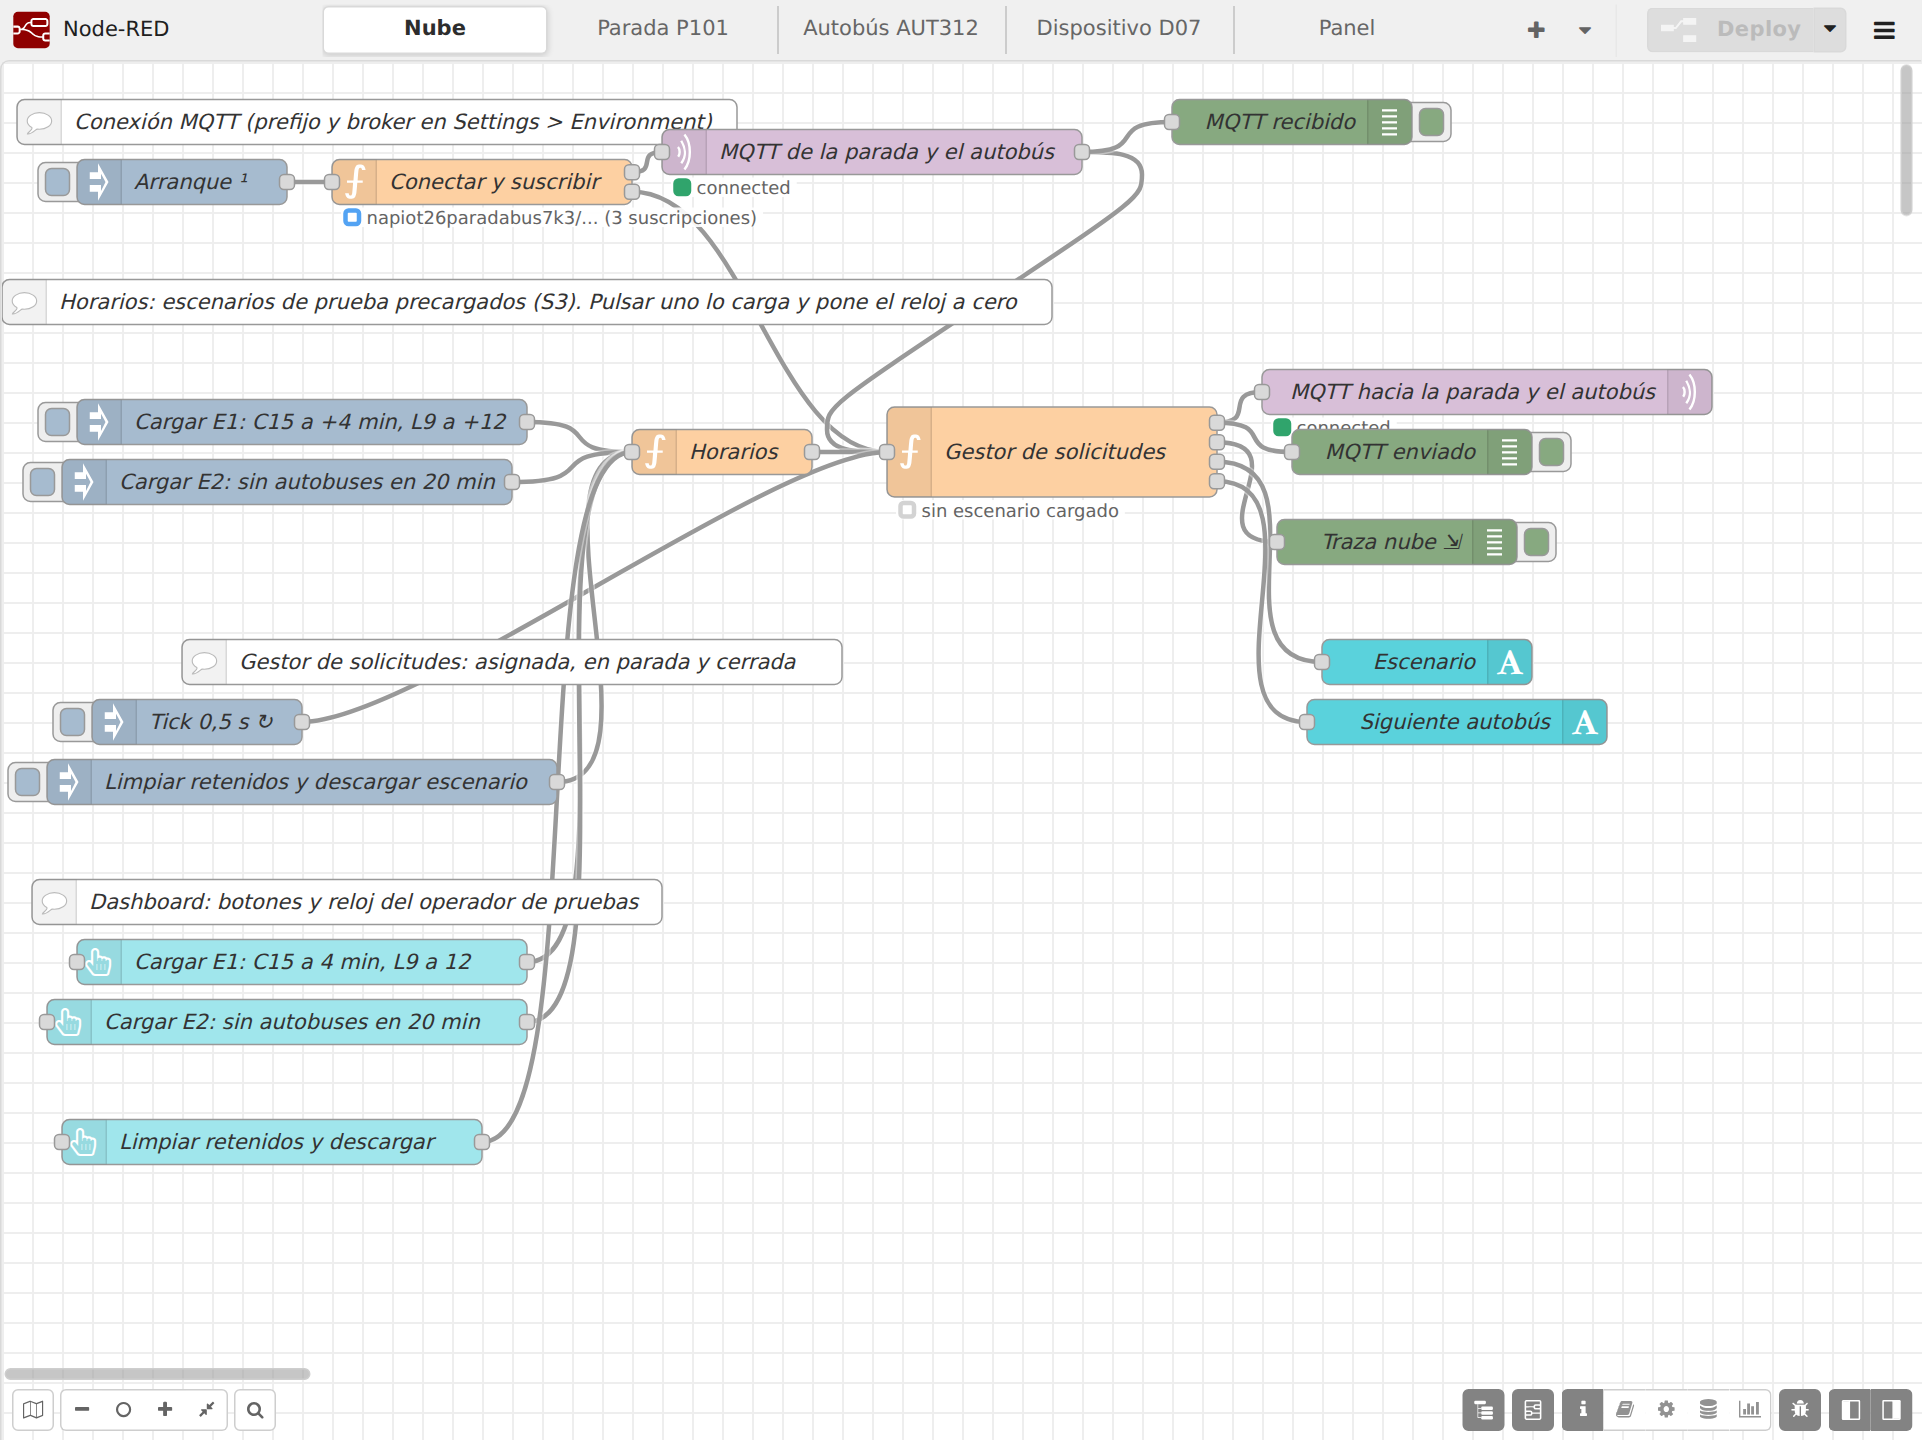 Node-RED
Nube
Parada P101
Autobús AUT312
Dispositivo D07
Panel
Deploy
Conexión MQTT (prefijo y broker en Settings > Environment)
MQTT recibido
MQTT de la parada y el autobús
connected
Arranque ¹
Conectar y suscribir
napiot26paradabus7k3/... (3 suscripciones)
Horarios: escenarios de prueba precargados (S3). Pulsar uno lo carga y pone el reloj a cero
MQTT hacia la parada y el autobús
connected
Cargar E1: C15 a +4 min, L9 a +12
Horarios
Gestor de solicitudes
MQTT enviado
Cargar E2: sin autobuses en 20 min
sin escenario cargado
Traza nube ⇲
Gestor de solicitudes: asignada, en parada y cerrada
Escenario
Tick 0,5 s ↻
Siguiente autobús
Limpiar retenidos y descargar escenario
Dashboard: botones y reloj del operador de pruebas
Cargar E1: C15 a 4 min, L9 a 12
Cargar E2: sin autobuses en 20 min
Limpiar retenidos y descargar